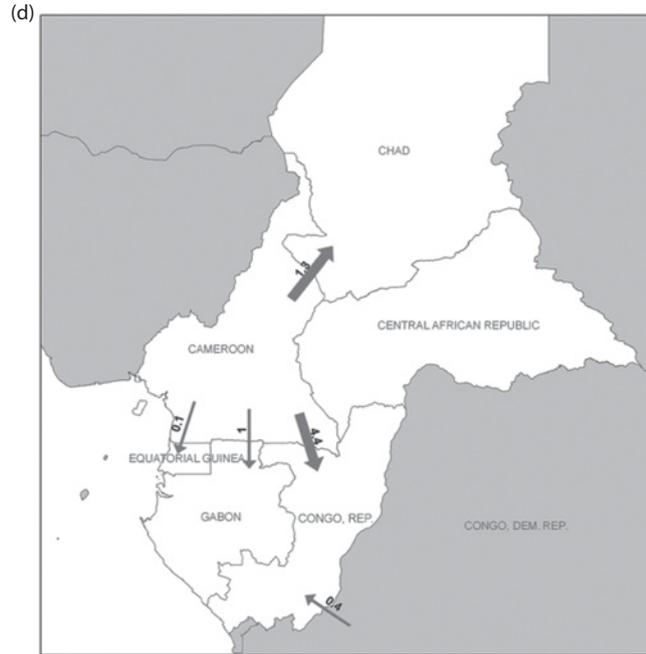 (d)
CHAD
1.3
CENTRAL AFRICAN REPUBLIC
CAMEROON
0.1
1
4.4
EQUATORIAL GUINEA
GABON
CONGO, REP.
CONGO, DEM. REP.
0.4